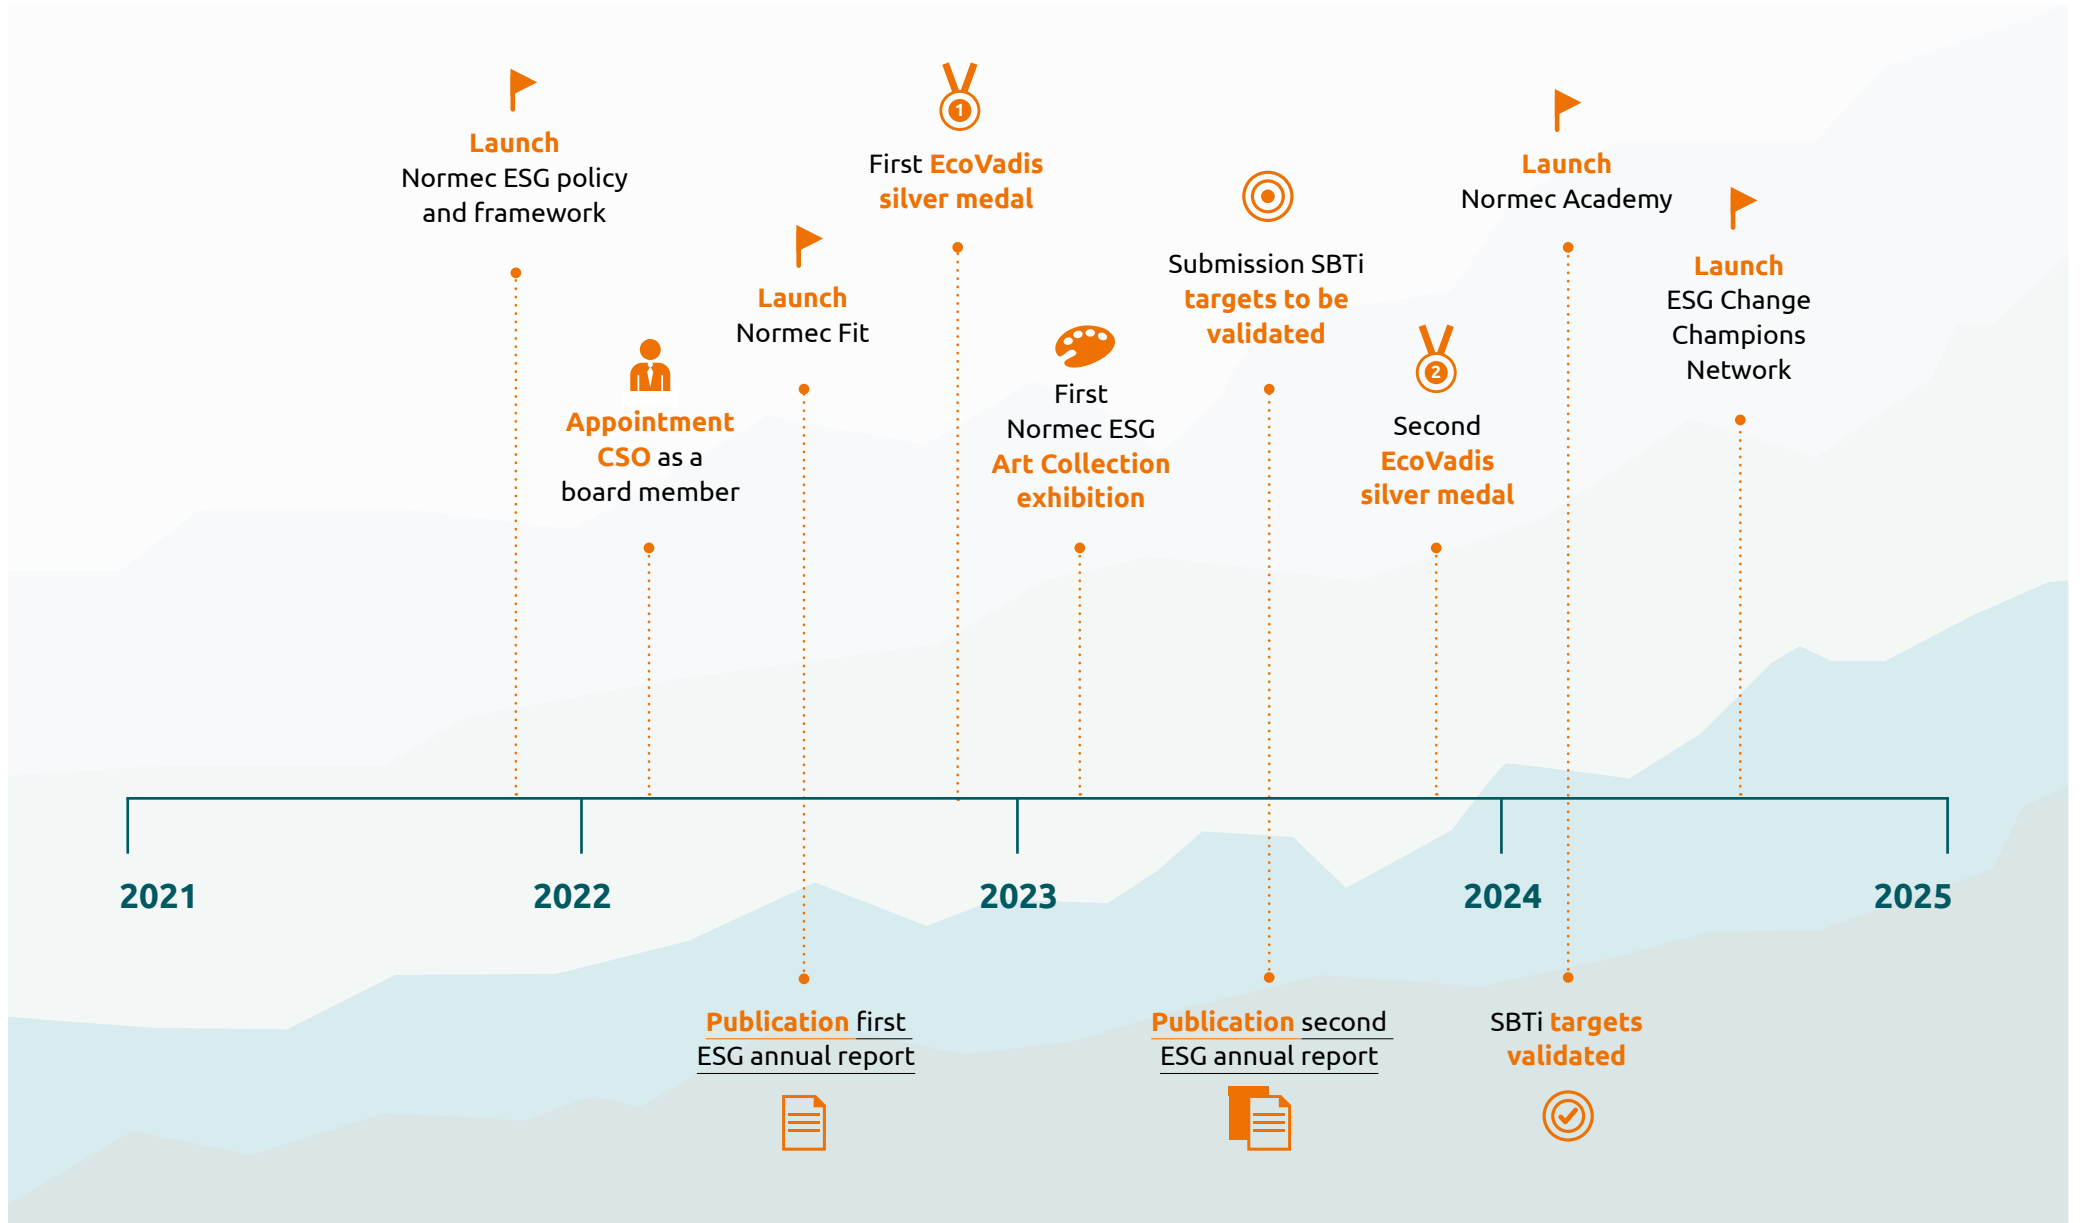 Launch
Normec ESG policy
and framework
Appointment
CSO as a
board member
Launch
Normec Fit
1
First EcoVadis
silver medal
First
Normec ESG
Art Collection
exhibition
Submission SBTi
targets to be
validated
2
Second
EcoVadis
silver medal
Launch
Normec Academy
Launch
ESG Change
Champions
Network
2021
2022
2023
2024
2025
Publication first
ESG annual report
Publication second
ESG annual report
SBTi targets
validated